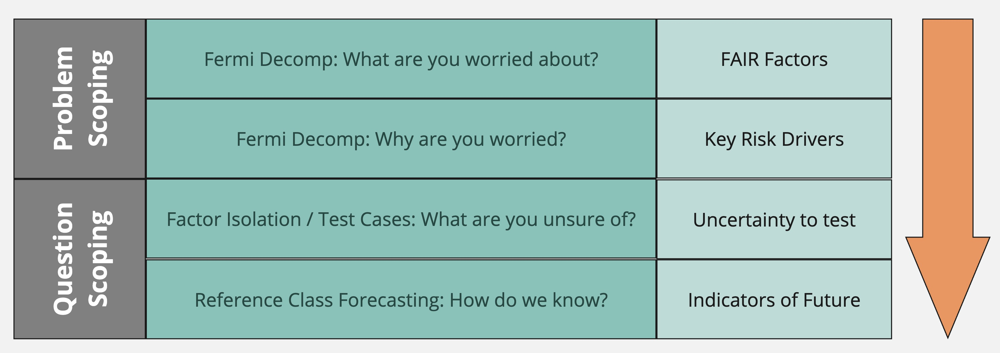 Problem
Scoping
Fermi Decomp: What are you worried about?
FAIR Factors
Fermi Decomp: Why are you worried?
Key Risk Drivers
Question
Scoping
Factor Isolation / Test Cases: What are you unsure of?
Uncertainty to test
Reference Class Forecasting: How do we know?
Indicators of Future